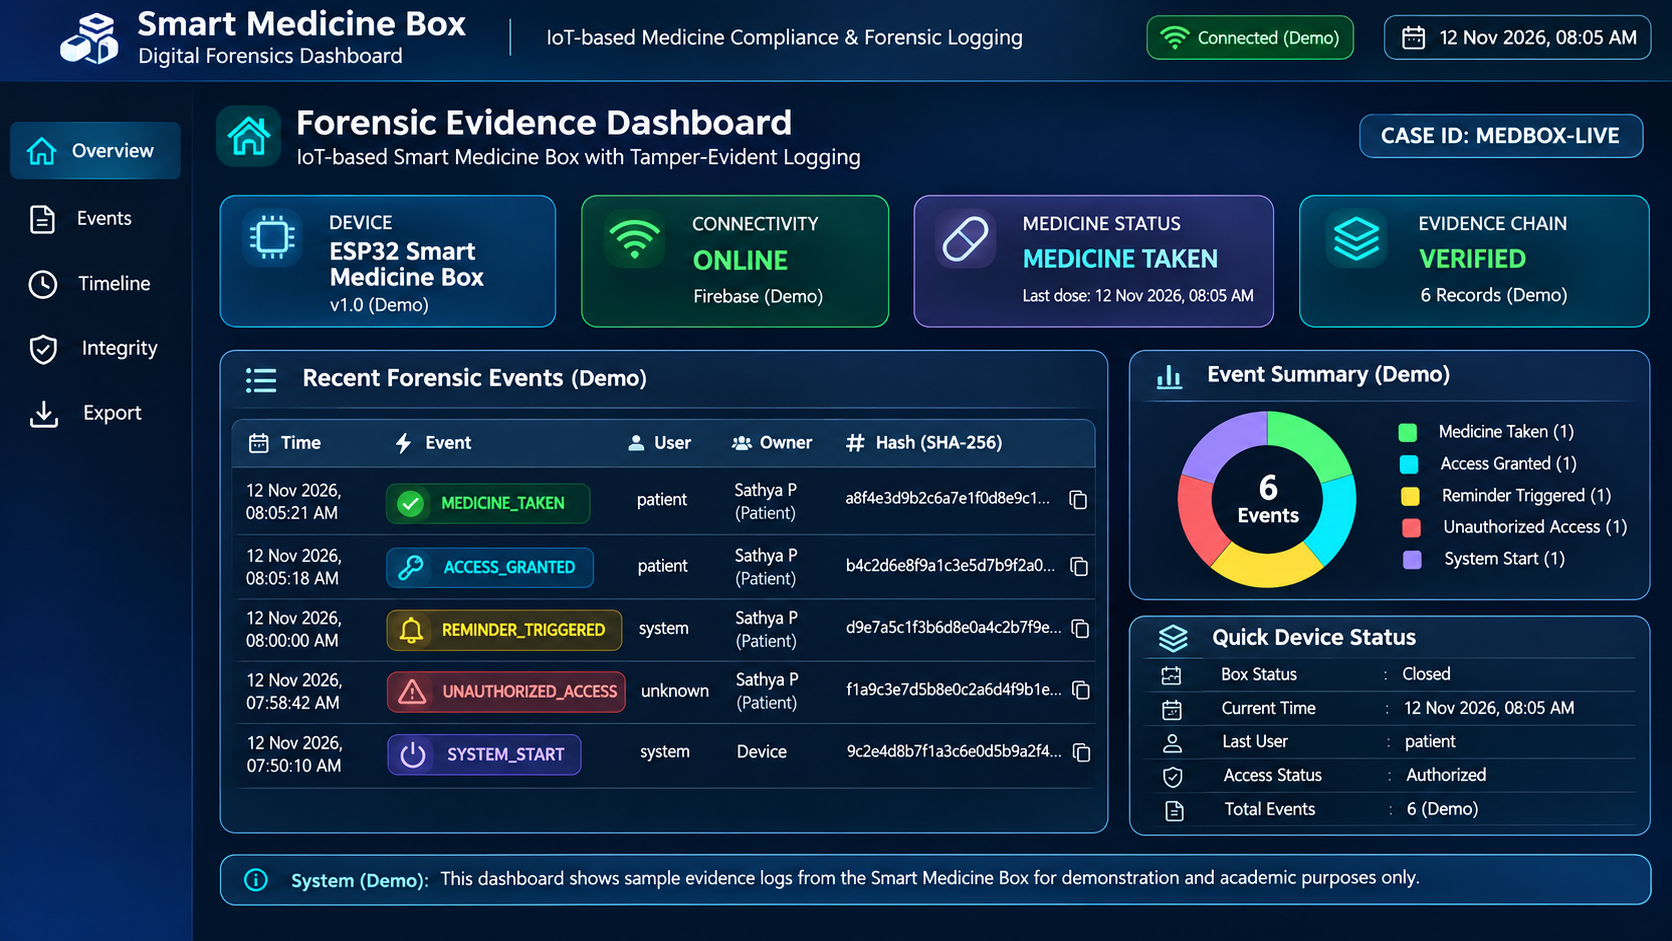 Smart Medicine Box
Digital Forensics Dashboard
IoT-based Medicine Compliance & Forensic Logging
Connected (Demo)
12 Nov 2026, 08:05 AM
Overview
Events
Timeline
Integrity
Export
Forensic Evidence Dashboard
IoT-based Smart Medicine Box with Tamper-Evident Logging
CASE ID: MEDBOX-LIVE
DEVICE
ESP32 Smart
Medicine Box
v1.0 (Demo)
CONNECTIVITY
ONLINE
Firebase (Demo)
MEDICINE STATUS
MEDICINE TAKEN
Last dose: 12 Nov 2026, 08:05 AM
EVIDENCE CHAIN
VERIFIED
6 Records (Demo)
Recent Forensic Events (Demo)
Time Event User Owner # Hash (SHA-256)
12 Nov 2026,
08:05:21 AM
MEDICINE_TAKEN
patient
Sathya P
(Patient)
a8f4e3d9b2c6a7e1f0d8e9c1...
12 Nov 2026,
08:05:18 AM
ACCESS_GRANTED
patient
Sathya P
(Patient)
b4c2d6e8f9a1c3e5d7b9f2a0...
12 Nov 2026,
08:00:00 AM
REMINDER_TRIGGERED
system
Sathya P
(Patient)
d9e7a5c1f3b6d8e0a4c2b7f9e...
12 Nov 2026,
07:58:42 AM
UNAUTHORIZED_ACCESS
unknown
Sathya P
(Patient)
f1a9c3e7d5b8e0c2a6d4f9b1e...
12 Nov 2026,
07:50:10 AM
SYSTEM_START
system
Device
9c2e4d8b7f1a3c6e0d5b9a2f4...
Event Summary (Demo)
6
Events
Medicine Taken (1)
Access Granted (1)
Reminder Triggered (1)
Unauthorized Access (1)
System Start (1)
Quick Device Status
Box Status : Closed
Current Time : 12 Nov 2026, 08:05 AM
Last User : patient
Access Status : Authorized
Total Events : 6 (Demo)
System (Demo): This dashboard shows sample evidence logs from the Smart Medicine Box for demonstration and academic purposes only.